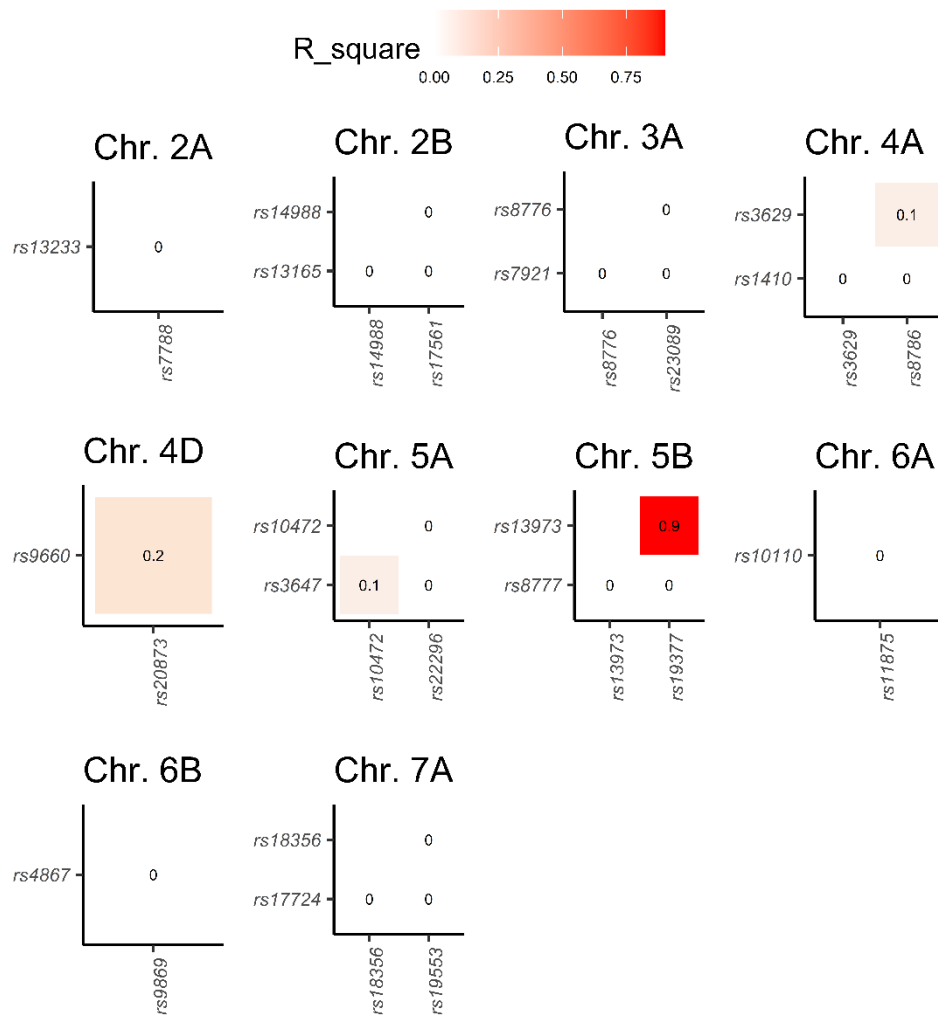 R_square
0.00 0.25 0.50 0.75
Chr. 2A
rs13233
0
rs7788
Chr. 2B
rs14988
0
rs13165
0 0
rs14988 rs17561
Chr. 3A
rs8776
0
rs7921
0 0
rs8776 rs23089
Chr. 4A
rs3629
0.1
rs1410
0 0
rs3629 rs8786
Chr. 4D
rs9660
0.2
rs20873
Chr. 5A
rs10472
0
rs3647
0.1 0
rs10472 rs22296
Chr. 5B
rs13973
0.9
rs8777
0 0
rs13973 rs19377
Chr. 6A
rs10110
0
rs11875
Chr. 6B
rs4867
0
rs9869
Chr. 7A
rs18356
0
rs17724
0 0
rs18356 rs19553